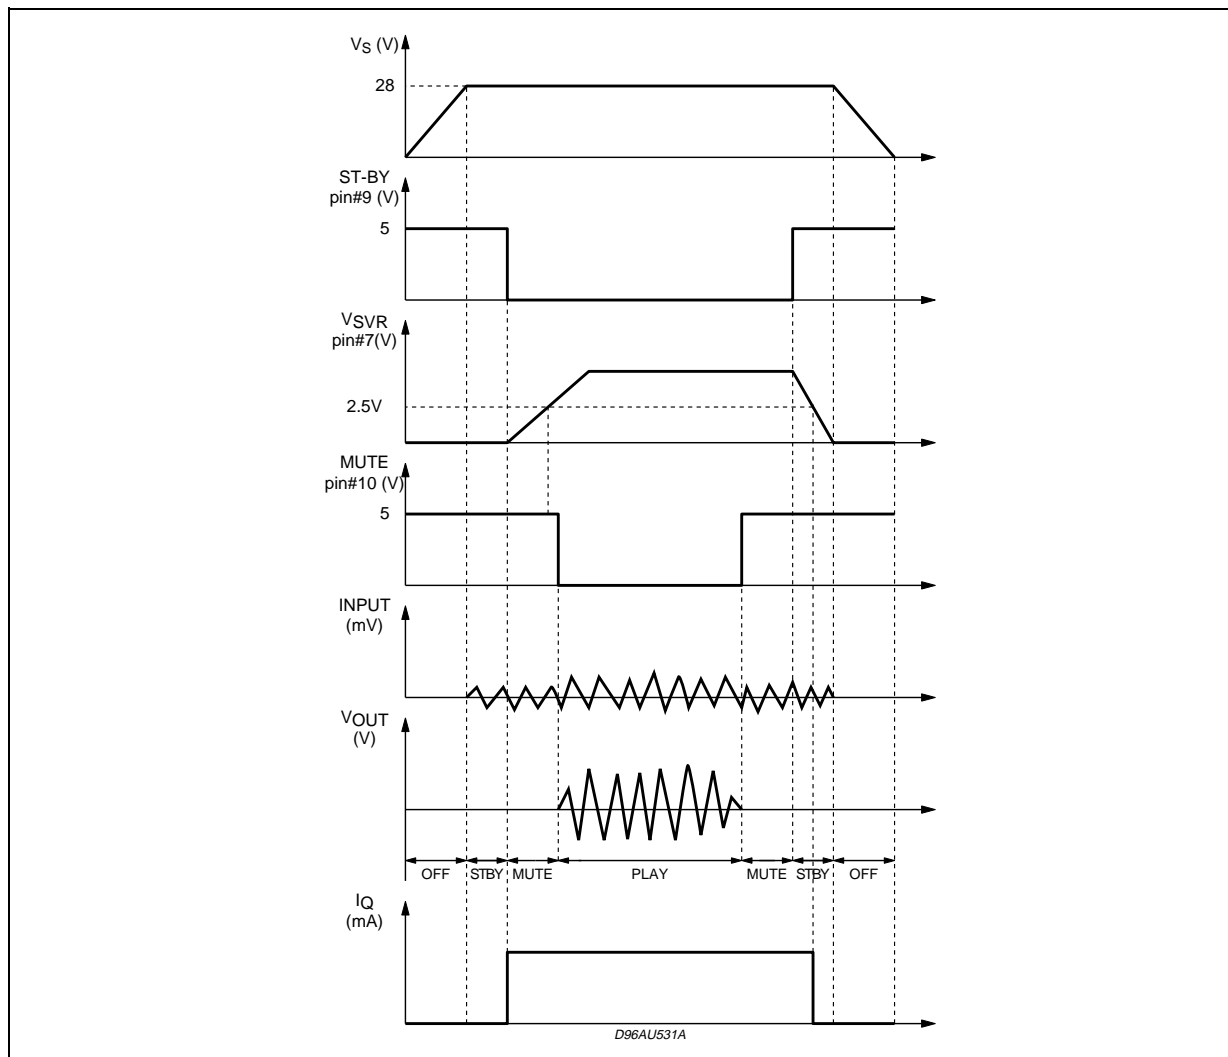 VS (V)
28
ST-BY
pin#9 (V)
5
VSVR
pin#7(V)
2.5V
MUTE
pin#10 (V)
5
INPUT
(mV)
VOUT
(V)
OFF STBY MUTE PLAY MUTE STBY OFF
IQ
(mA)
D96AU531A